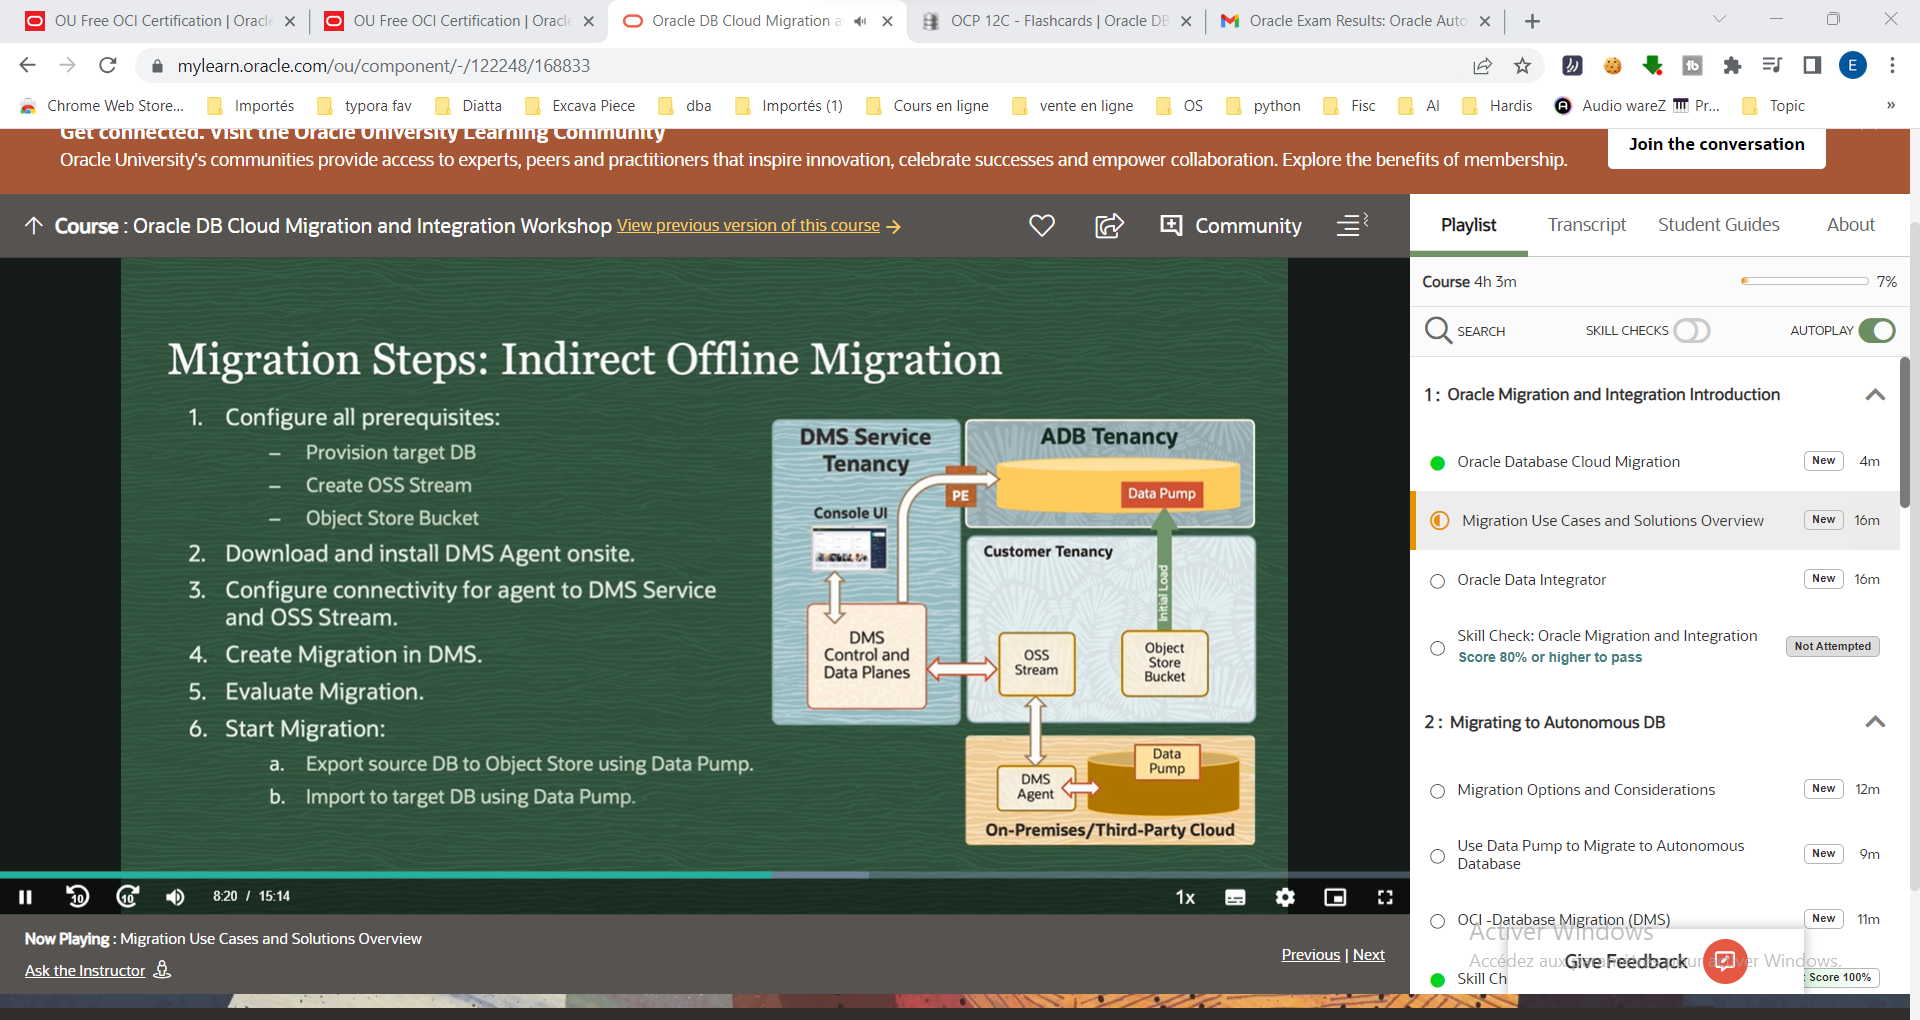 OU Free OCI Certification | Oracle
OU Free OCI Certification | Oracle
Oracle DB Cloud Migration a
OCP 12C - Flashcards | Oracle DB
Oracle Exam Results: Oracle Auto
mylearn.oracle.com/ou/component/-/122248/168833
E
Chrome Web Store...
Importés
typora fav
Diatta
Excava Piece
dba
Importés (1)
Cours en ligne
vente en ligne
OS
python
Fisc
AI
Hardis
Audio wareZ
Pr...
Topic
»
Get connected. Visit the Oracle University Learning Community
Oracle University's communities provide access to experts, peers and practitioners that inspire innovation, celebrate successes and empower collaboration. Explore the benefits of membership.
Join the conversation
Course : Oracle DB Cloud Migration and Integration Workshop View previous version of this course →
Community
Migration Steps: Indirect Offline Migration
1. Configure all prerequisites:
– Provision target DB
– Create OSS Stream
– Object Store Bucket
2. Download and install DMS Agent onsite.
3. Configure connectivity for agent to DMS Service
and OSS Stream.
4. Create Migration in DMS.
5. Evaluate Migration.
6. Start Migration:
a. Export source DB to Object Store using Data Pump.
b. Import to target DB using Data Pump.
DMS Service
Tenancy
Console UI
DMS
Control and
Data Planes
PE
ADB Tenancy
Data Pump
Customer Tenancy
Initial Load
OSS
Stream
Object
Store
Bucket
DMS
Agent
Data
Pump
On-Premises/Third-Party Cloud
10
10
8:20 / 15:14
1x
Now Playing : Migration Use Cases and Solutions Overview
Ask the Instructor
Previous | Next
Playlist
Transcript
Student Guides
About
Course 4h 3m
7%
SEARCH
SKILL CHECKS
AUTOPLAY
1 : Oracle Migration and Integration Introduction
Oracle Database Cloud Migration New 4m
Migration Use Cases and Solutions Overview New 16m
Oracle Data Integrator New 16m
Skill Check: Oracle Migration and Integration
Score 80% or higher to pass
Not Attempted
2 : Migrating to Autonomous DB
Migration Options and Considerations New 12m
Use Data Pump to Migrate to Autonomous
Database
New 9m
OCI -Database Migration (DMS) New 11m
Activer Windows
Give Feedback
Accédez aux
Windows.
Skill Ch
Score 100%